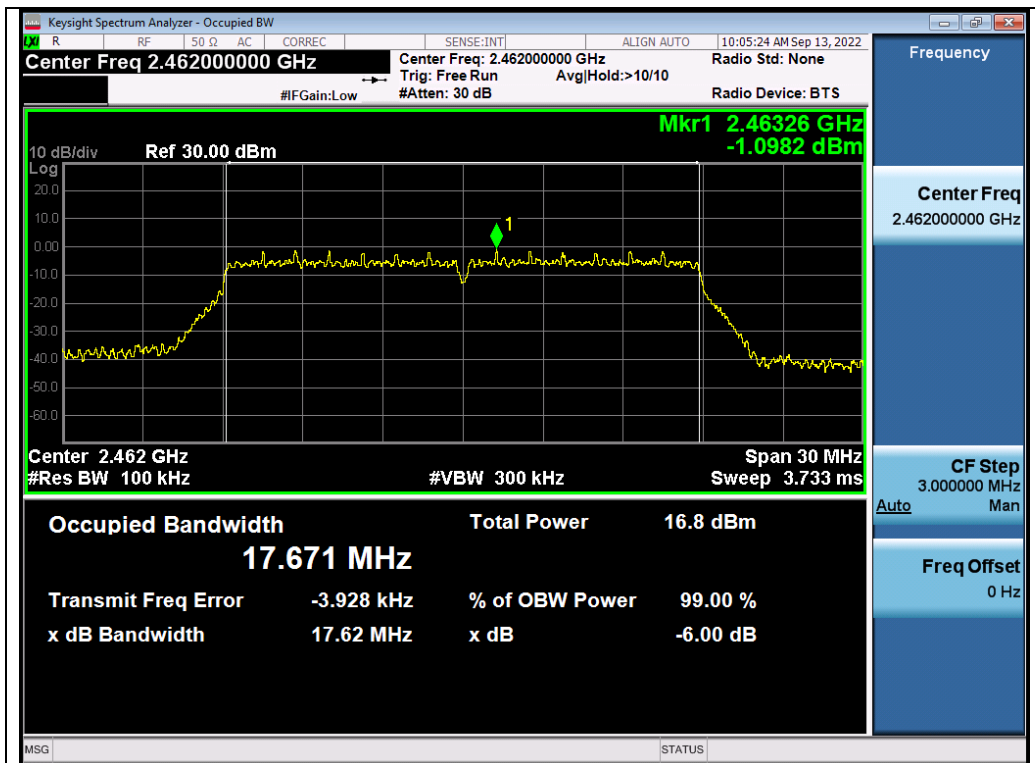 Keysight Spectrum Analyzer - Occupied BW
LXI R RF 50 Ω AC CORREC SENSE:INT ALIGN AUTO 10:05:24 AM Sep 13, 2022
Center Freq 2.462000000 GHz
Center Freq: 2.462000000 GHz
Radio Std: None
Trig: Free Run Avg|Hold:>10/10
#IFGain:Low
#Atten: 30 dB
Radio Device: BTS
Mkr1 2.46326 GHz
-1.0982 dBm
10 dB/div Ref 30.00 dBm
Log
20.0
10.0
0.00
-10.0
-20.0
-30.0
-40.0
-50.0
-60.0
1
Center 2.462 GHz Span 30 MHz
#Res BW 100 kHz #VBW 300 kHz Sweep 3.733 ms
Occupied Bandwidth Total Power 16.8 dBm
17.671 MHz
Transmit Freq Error -3.928 kHz % of OBW Power 99.00 %
x dB Bandwidth 17.62 MHz x dB -6.00 dB
MSG STATUS
Frequency
Center Freq
2.462000000 GHz
CF Step
3.000000 MHz
Auto Man
Freq Offset
0 Hz